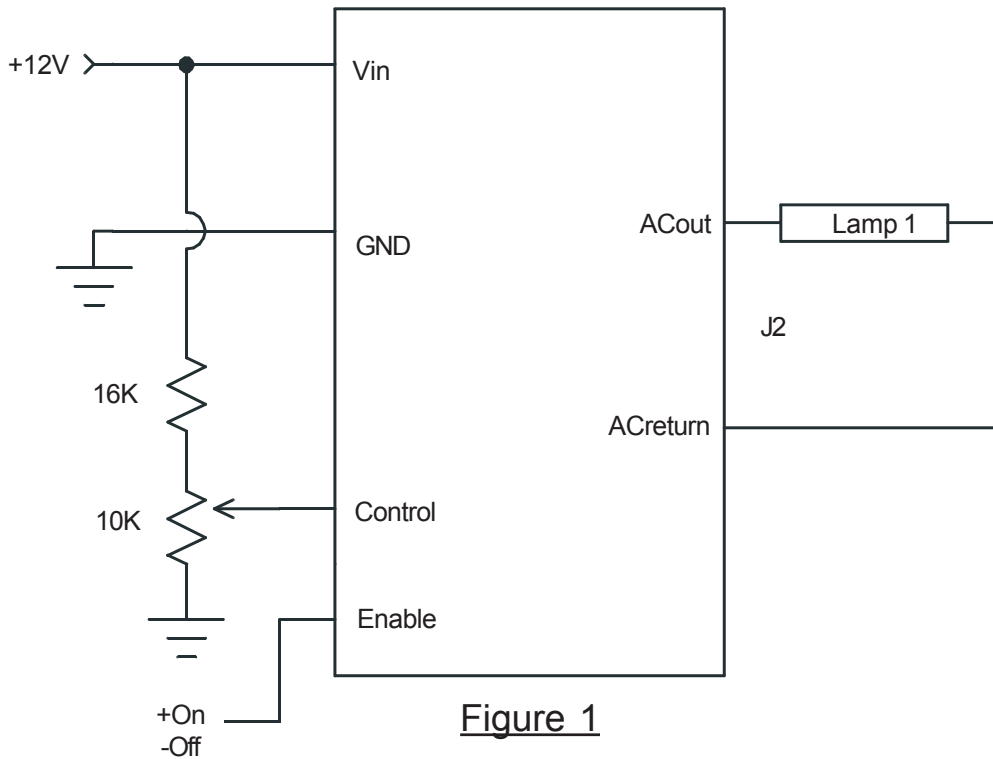 +12V
Vin
ACout
Lamp 1
GND
J2
16K
ACreturn
10K
Control
Enable
+On
-Off
Figure 1